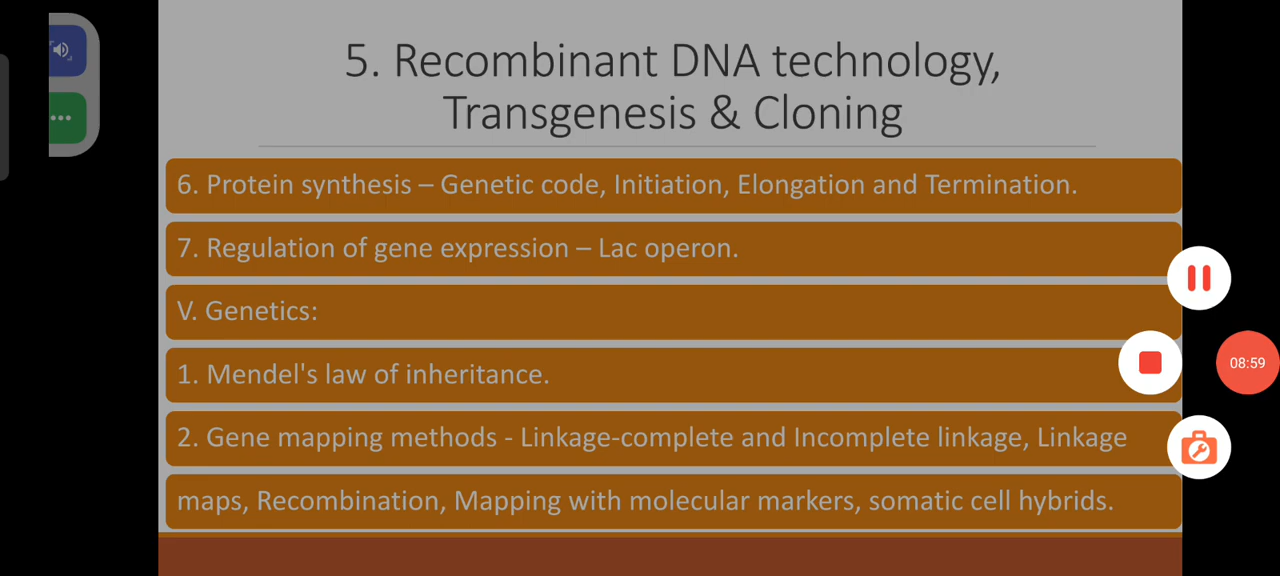 5. Recombinant DNA technology,
Transgenesis & Cloning
6. Protein synthesis – Genetic code, Initiation, Elongation and Termination.
7. Regulation of gene expression – Lac operon.
V. Genetics:
1. Mendel's law of inheritance.
08:59
2. Gene mapping methods - Linkage-complete and Incomplete linkage, Linkage
maps, Recombination, Mapping with molecular markers, somatic cell hybrids.